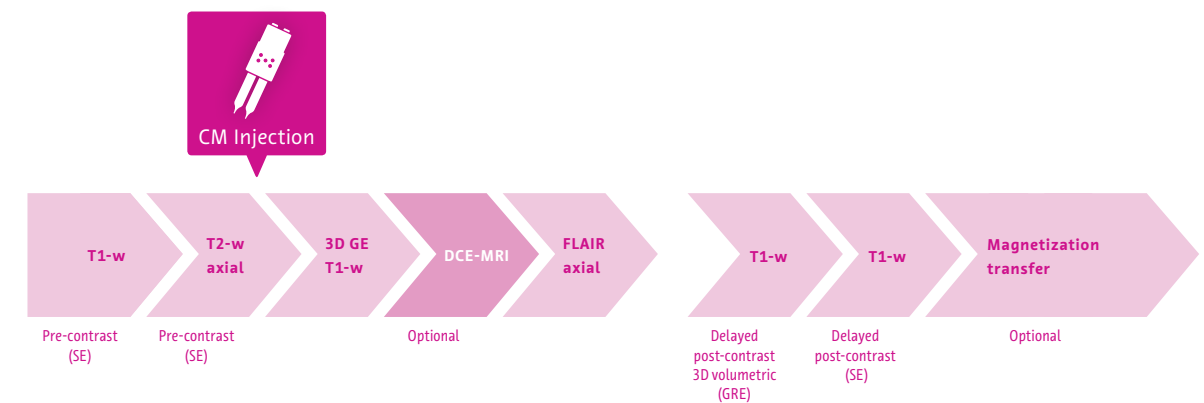 CM Injection
T1-w
T2-w
axial
3D GE
T1-w
DCE-MRI
FLAIR
axial
T1-w
T1-w
Magnetization
transfer
Pre-contrast
(SE)
Pre-contrast
(SE)
Optional
Delayed
post-contrast
3D volumetric
(GRE)
Delayed
post-contrast
(SE)
Optional